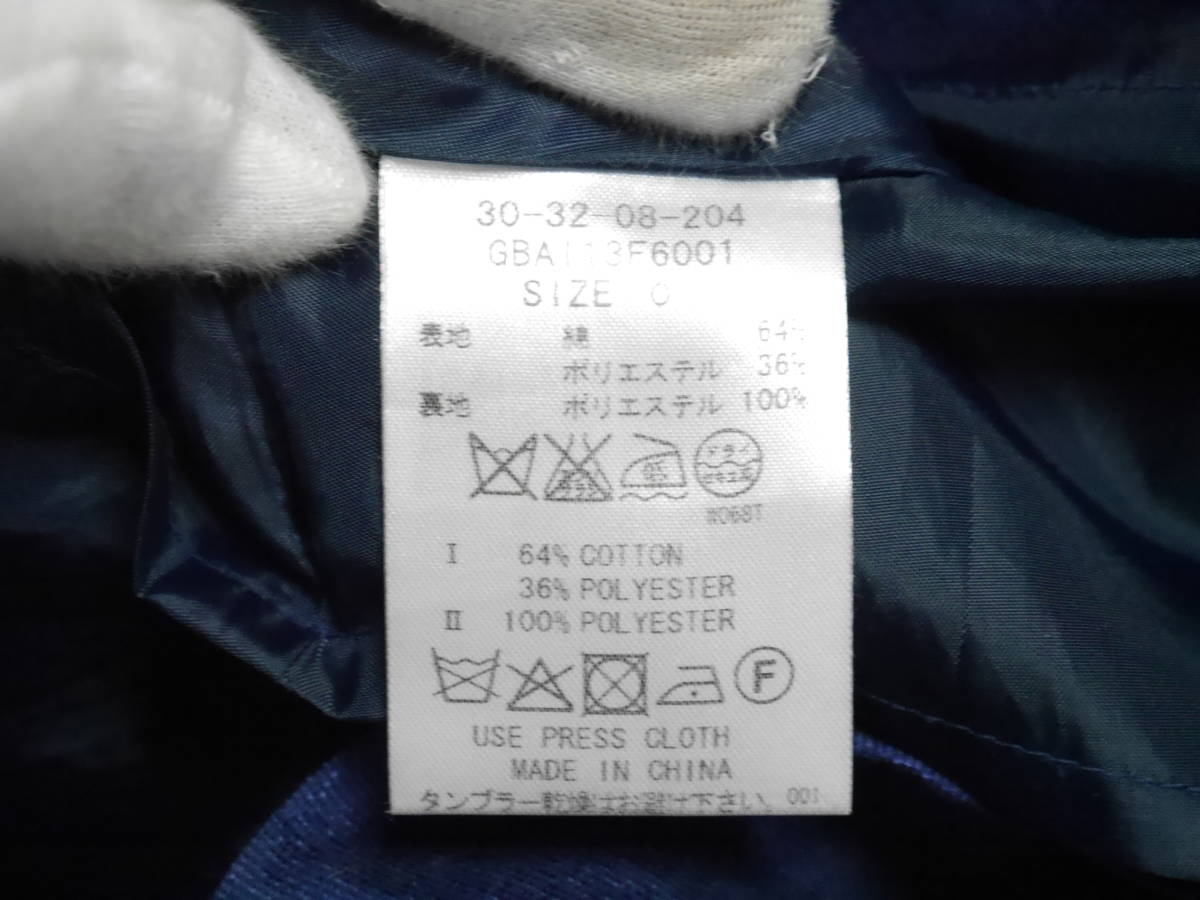 30-32-08-204
GBA113F6001
SIZE 0
表地 綿 64%
ポリエステル 36%
裏地 ポリエステル 100%
W068T
Ⅰ 64% COTTON
36% POLYESTER
Ⅱ 100% POLYESTER
F
USE PRESS CLOTH
MADE IN CHINA
タンブラー乾燥はお避け下さい。 001